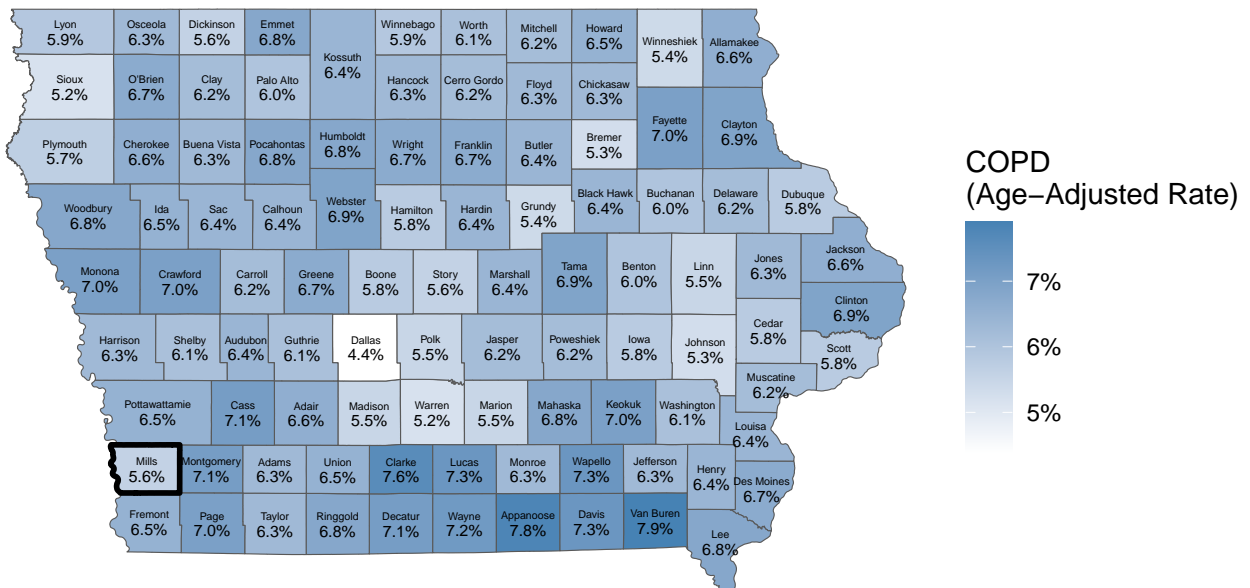 Lyon
5.9%
Osceola
6.3%
Dickinson
5.6%
Emmet
6.8%
Kossuth
6.4%
Winnebago
5.9%
Worth
6.1%
Mitchell
6.2%
Howard
6.5%
Winneshiek
5.4%
Allamakee
6.6%
Sioux
5.2%
O'Brien
6.7%
Clay
6.2%
Palo Alto
6.0%
Hancock
6.3%
Cerro Gordo
6.2%
Floyd
6.3%
Chickasaw
6.3%
Fayette
7.0%
Clayton
6.9%
Plymouth
5.7%
Cherokee
6.6%
Buena Vista
6.3%
Pocahontas
6.8%
Humboldt
6.8%
Wright
6.7%
Franklin
6.7%
Butler
6.4%
Bremer
5.3%
Woodbury
6.8%
Ida
6.5%
Sac
6.4%
Calhoun
6.4%
Webster
6.9%
Hamilton
5.8%
Hardin
6.4%
Grundy
5.4%
Black Hawk
6.4%
Buchanan
6.0%
Delaware
6.2%
Dubuque
5.8%
Monona
7.0%
Crawford
7.0%
Carroll
6.2%
Greene
6.7%
Boone
5.8%
Story
5.6%
Marshall
6.4%
Tama
6.9%
Benton
6.0%
Linn
5.5%
Jones
6.3%
Jackson
6.6%
Clinton
6.9%
Harrison
6.3%
Shelby
6.1%
Audubon
6.4%
Guthrie
6.1%
Dallas
4.4%
Polk
5.5%
Jasper
6.2%
Poweshiek
6.2%
Iowa
5.8%
Johnson
5.3%
Cedar
5.8%
Scott
5.8%
Muscatine
6.2%
Pottawattamie
6.5%
Cass
7.1%
Adair
6.6%
Madison
5.5%
Warren
5.2%
Marion
5.5%
Mahaska
6.8%
Keokuk
7.0%
Washington
6.1%
Louisa
6.4%
Mills
5.6%
Montgomery
7.1%
Adams
6.3%
Union
6.5%
Clarke
7.6%
Lucas
7.3%
Monroe
6.3%
Wapello
7.3%
Jefferson
6.3%
Henry
6.4%
Des Moines
6.7%
Fremont
6.5%
Page
7.0%
Taylor
6.3%
Ringgold
6.8%
Decatur
7.1%
Wayne
7.2%
Appanoose
7.8%
Davis
7.3%
Van Buren
7.9%
Lee
6.8%
COPD
(Age−Adjusted Rate)
7%
6%
5%